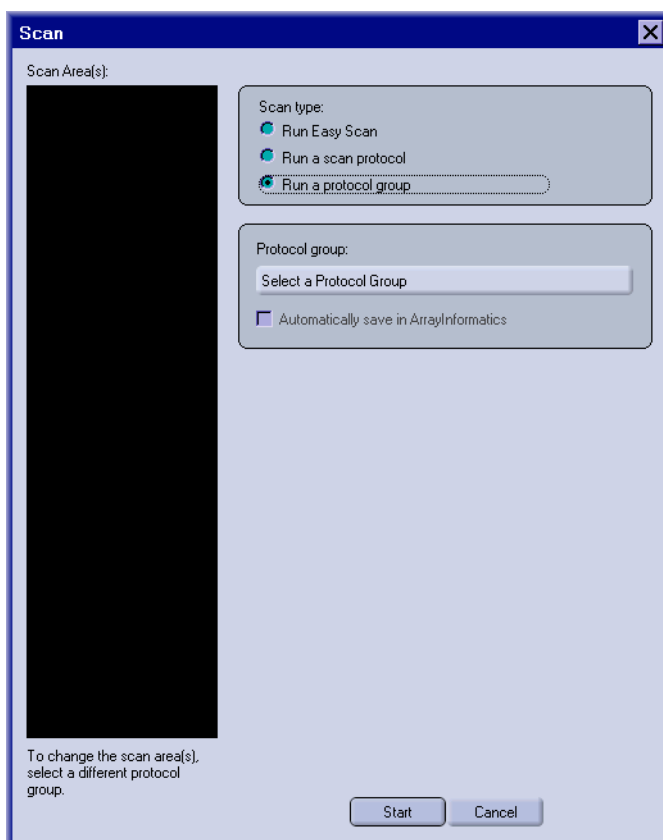 Scan
Scan Area(s):
Scan type:
Run Easy Scan
Run a scan protocol
Run a protocol group
Protocol group:
Select a Protocol Group
Automatically save in ArrayInformatics
To change the scan area(s),
select a different protocol
group.
Start
Cancel